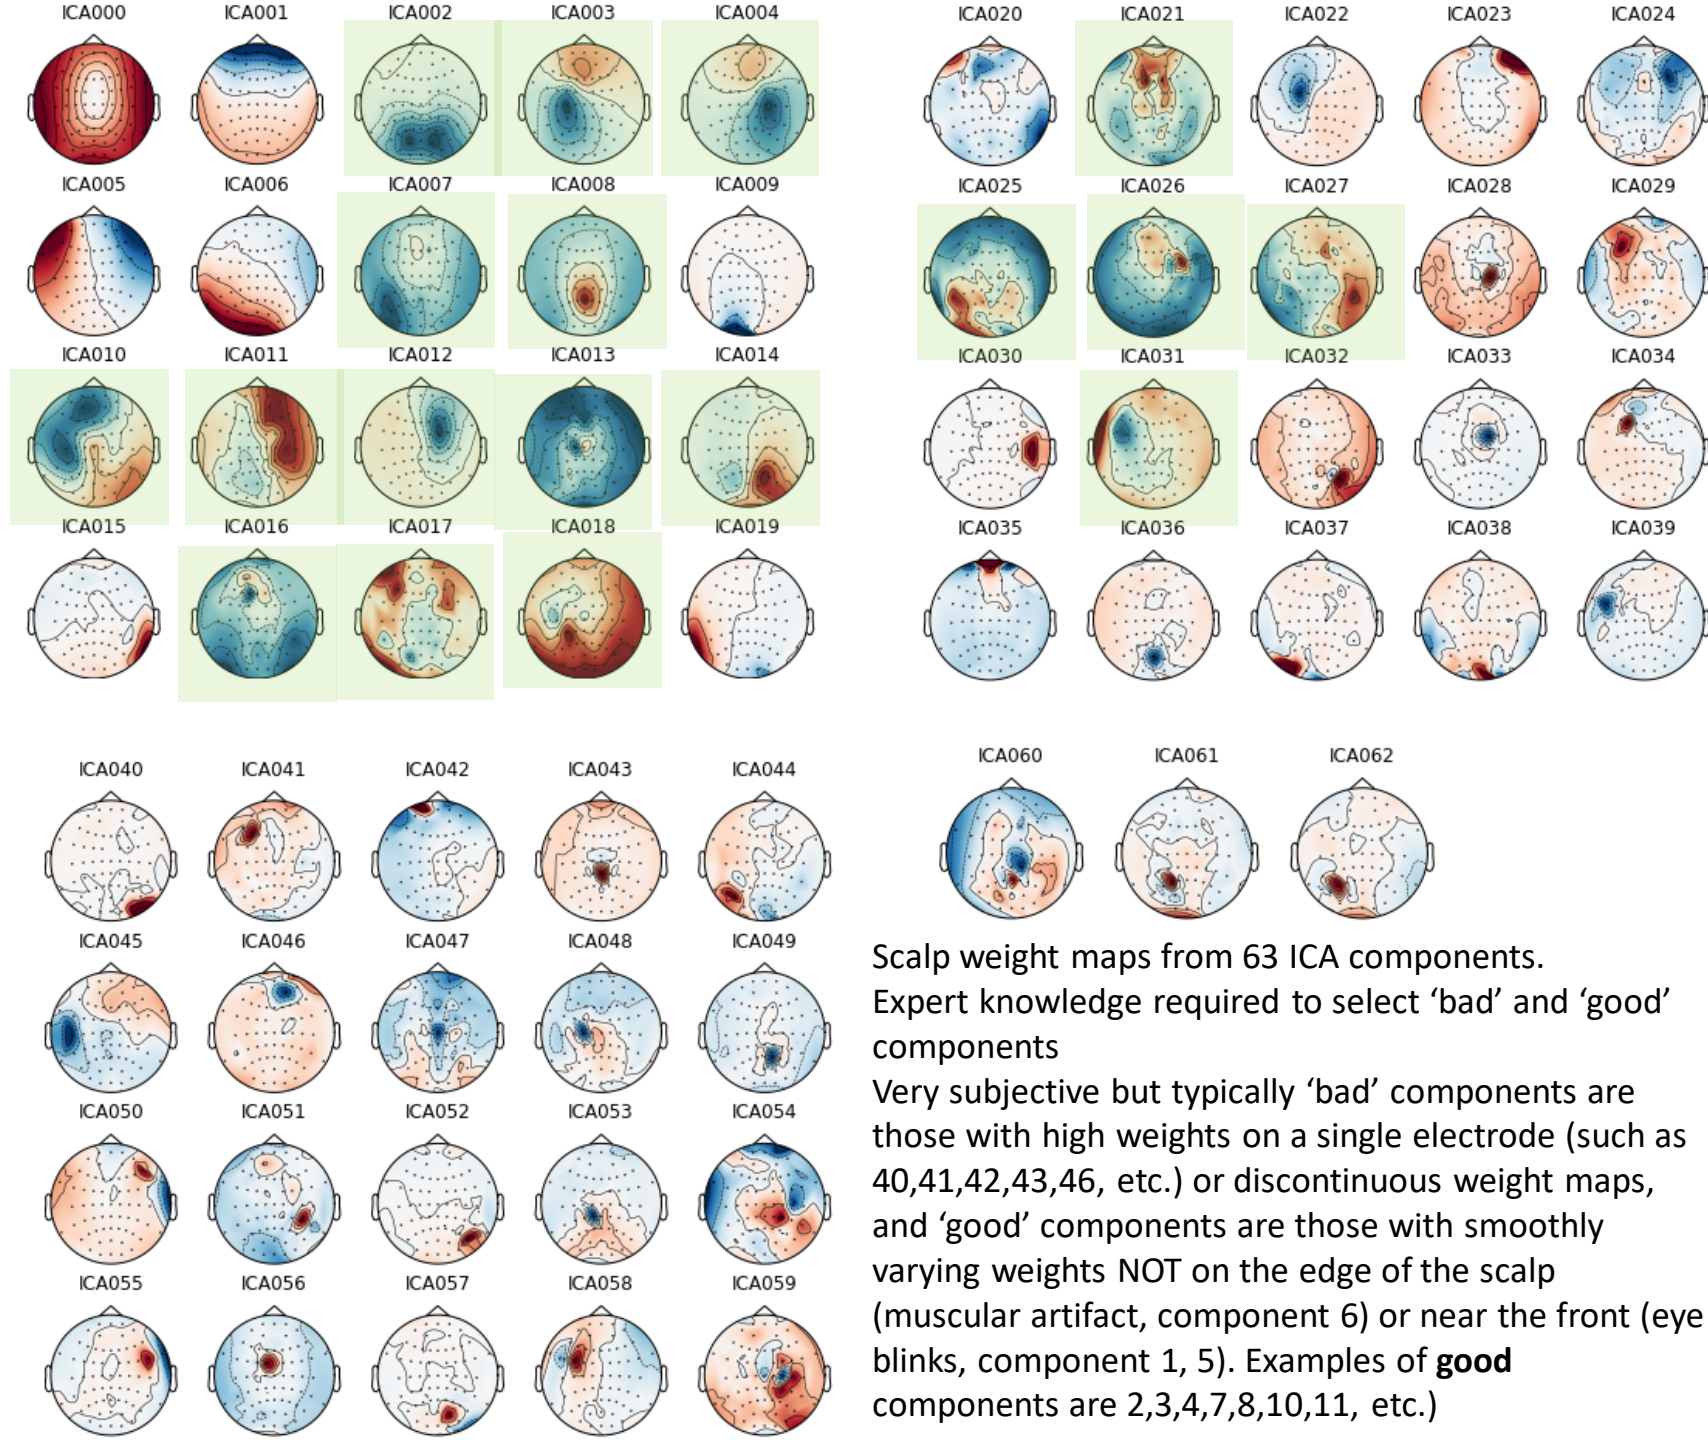 ICA000 ICA001 ICA002 ICA003 ICA004
ICA005 ICA006 ICA007 ICA008 ICA009
ICA010 ICA011 ICA012 ICA013 ICA014
ICA015 ICA016 ICA017 ICA018 ICA019
ICA020 ICA021 ICA022 ICA023 ICA024
ICA025 ICA026 ICA027 ICA028 ICA029
ICA030 ICA031 ICA032 ICA033 ICA034
ICA035 ICA036 ICA037 ICA038 ICA039
ICA040 ICA041 ICA042 ICA043 ICA044
ICA045 ICA046 ICA047 ICA048 ICA049
ICA050 ICA051 ICA052 ICA053 ICA054
ICA055 ICA056 ICA057 ICA058 ICA059
ICA060 ICA061 ICA062
Scalp weight maps from 63 ICA components.
Expert knowledge required to select ‘bad’ and ‘good’
components
Very subjective but typically ‘bad’ components are
those with high weights on a single electrode (such as
40,41,42,43,46, etc.) or discontinuous weight maps,
and ‘good’ components are those with smoothly
varying weights NOT on the edge of the scalp
(muscular artifact, component 6) or near the front (eye
blinks, component 1, 5). Examples of good
components are 2,3,4,7,8,10,11, etc.)